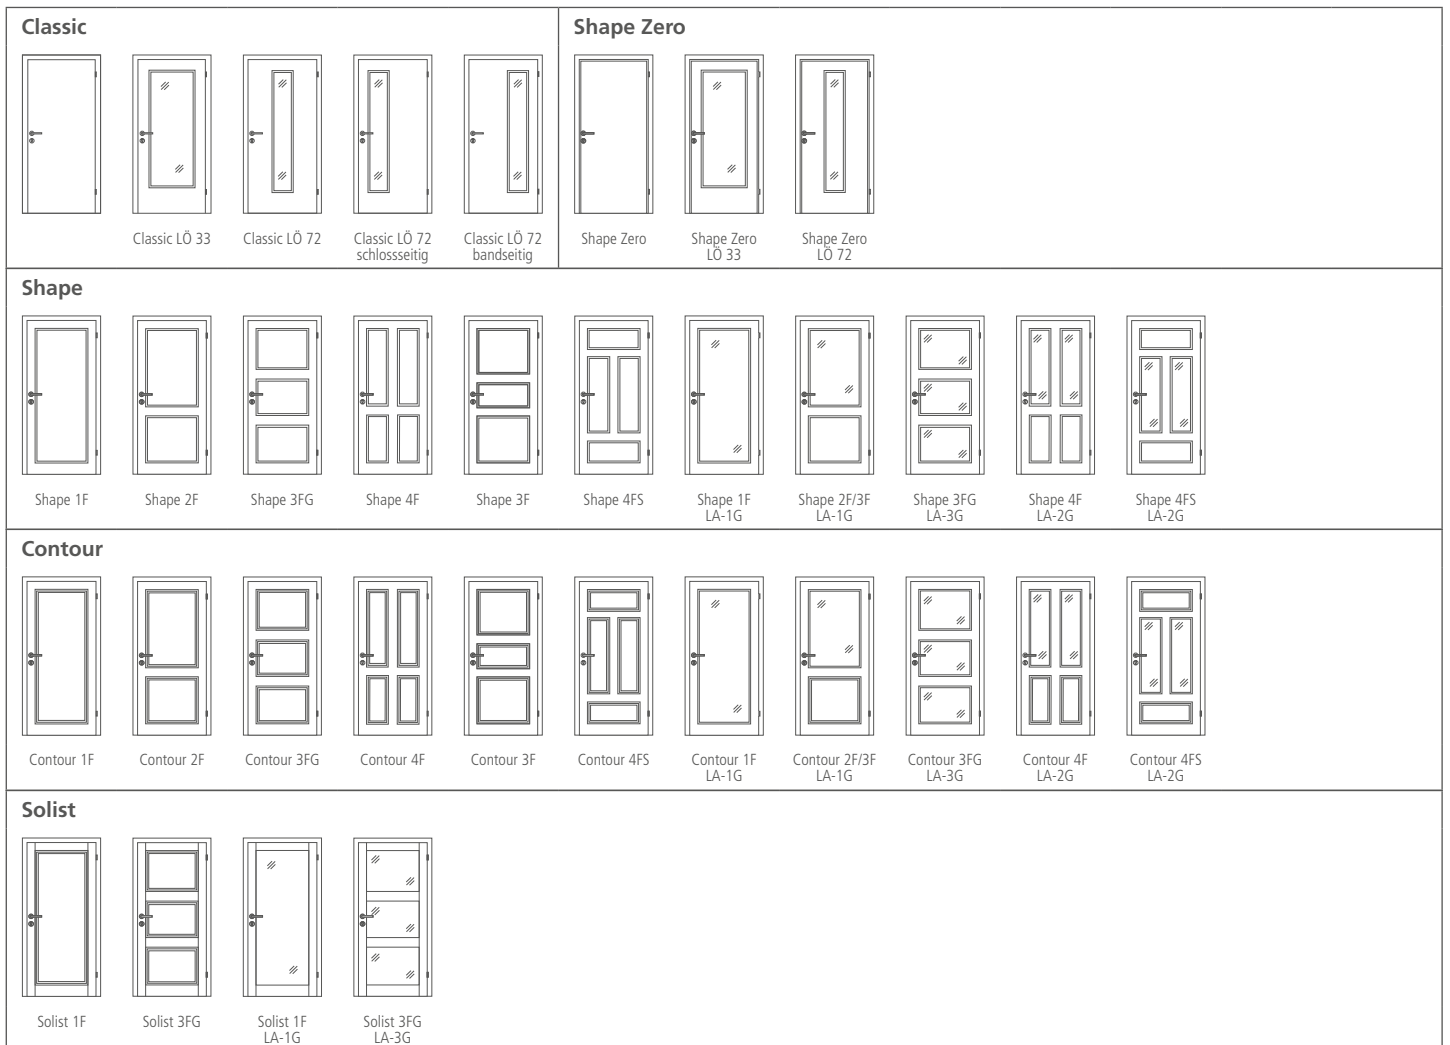 Classic
Classic LÖ 33
Classic LÖ 72
Classic LÖ 72
schlossseitig
Classic LÖ 72
bandseitig
Shape Zero
Shape Zero
Shape Zero
LÖ 33
Shape Zero
LÖ 72
Shape
Shape 1F
Shape 2F
Shape 3FG
Shape 4F
Shape 3F
Shape 4FS
Shape 1F
LA-1G
Shape 2F/3F
LA-1G
Shape 3FG
LA-3G
Shape 4F
LA-2G
Shape 4FS
LA-2G
Contour
Contour 1F
Contour 2F
Contour 3FG
Contour 4F
Contour 3F
Contour 4FS
Contour 1F
LA-1G
Contour 2F/3F
LA-1G
Contour 3FG
LA-3G
Contour 4F
LA-2G
Contour 4FS
LA-2G
Solist
Solist 1F
Solist 3FG
Solist 1F
LA-1G
Solist 3FG
LA-3G